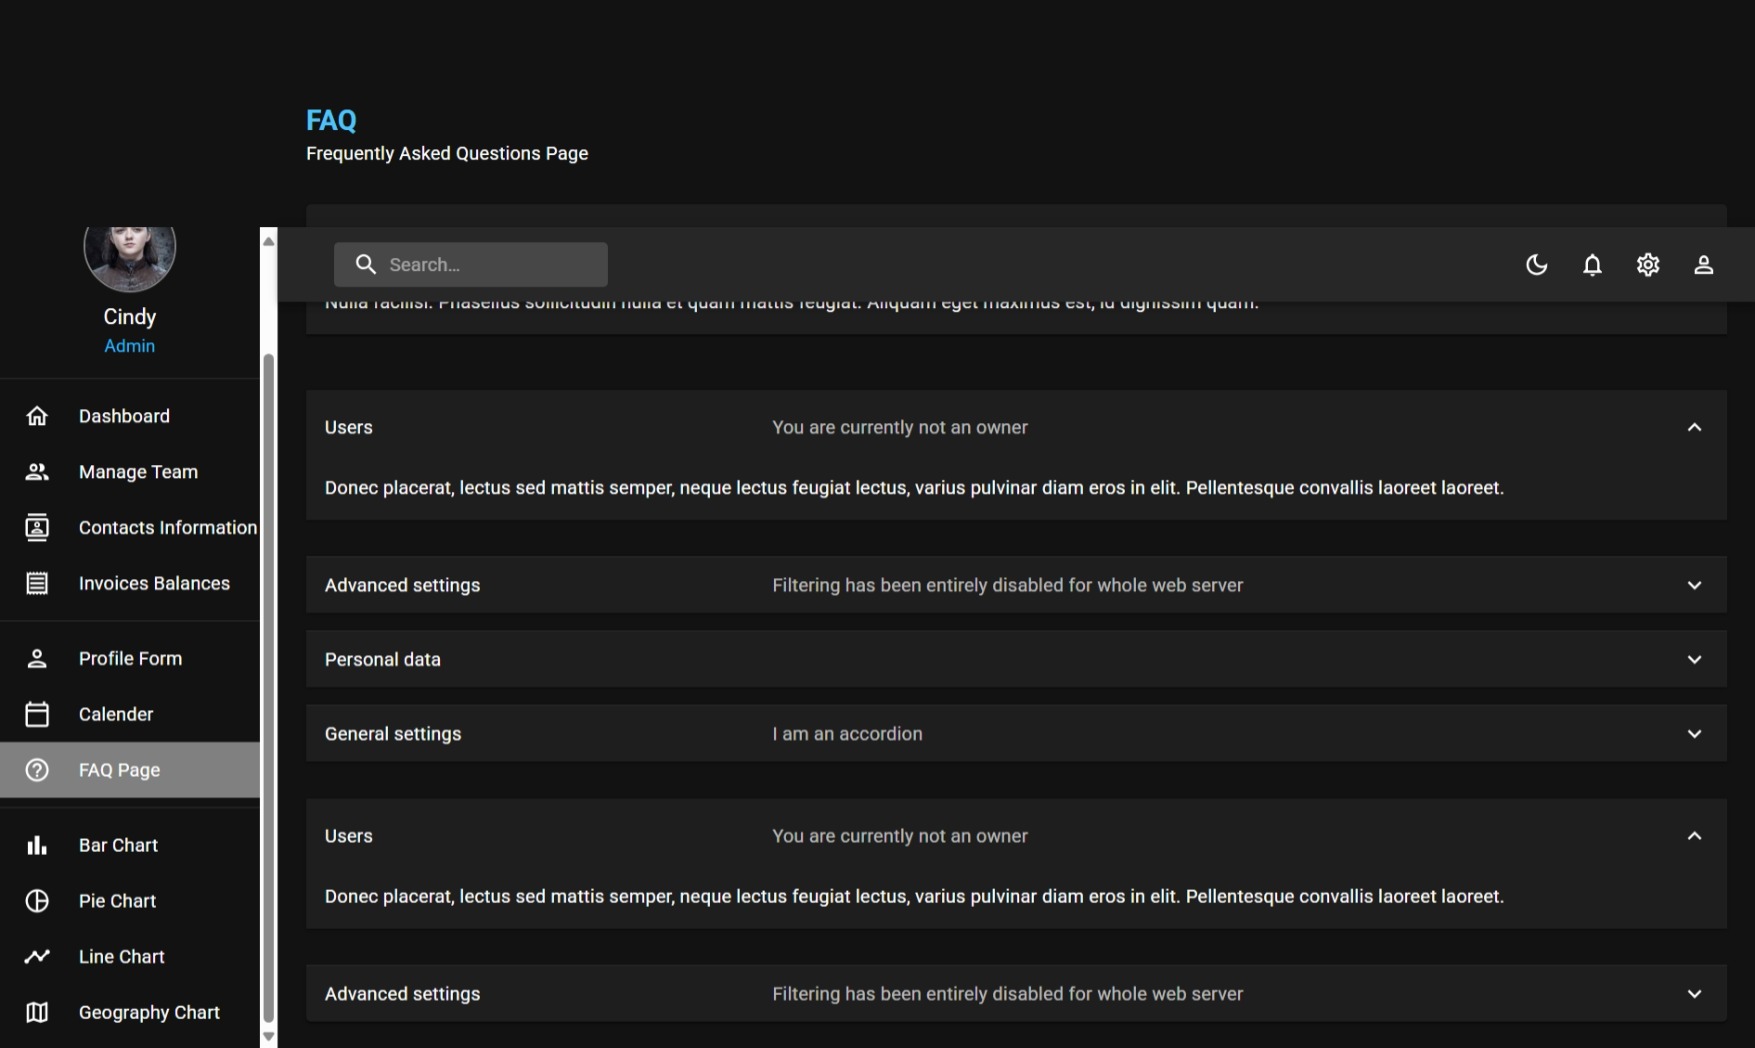 FAQ
Frequently Asked Questions Page
Search...
Nulla facilisi. Phasellus sollicitudin nulla et quam mattis feugiat. Aliquam eget maximus est, id dignissim quam.
Cindy
Admin
Dashboard
Manage Team
Contacts Information
Invoices Balances
Profile Form
Calender
FAQ Page
Bar Chart
Pie Chart
Line Chart
Geography Chart
Users You are currently not an owner
Donec placerat, lectus sed mattis semper, neque lectus feugiat lectus, varius pulvinar diam eros in elit. Pellentesque convallis laoreet laoreet.
Advanced settings Filtering has been entirely disabled for whole web server
Personal data
General settings I am an accordion
Users You are currently not an owner
Donec placerat, lectus sed mattis semper, neque lectus feugiat lectus, varius pulvinar diam eros in elit. Pellentesque convallis laoreet laoreet.
Advanced settings Filtering has been entirely disabled for whole web server